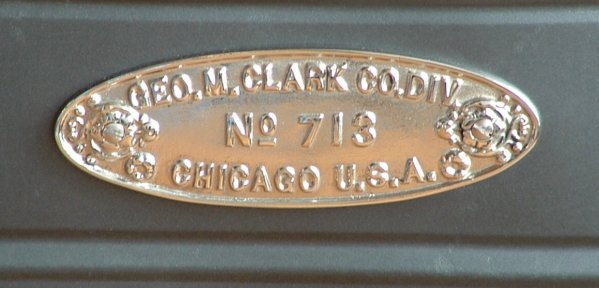 GEO. M. CLARK CO. DIV.
Nº 713
CHICAGO U.S.A.